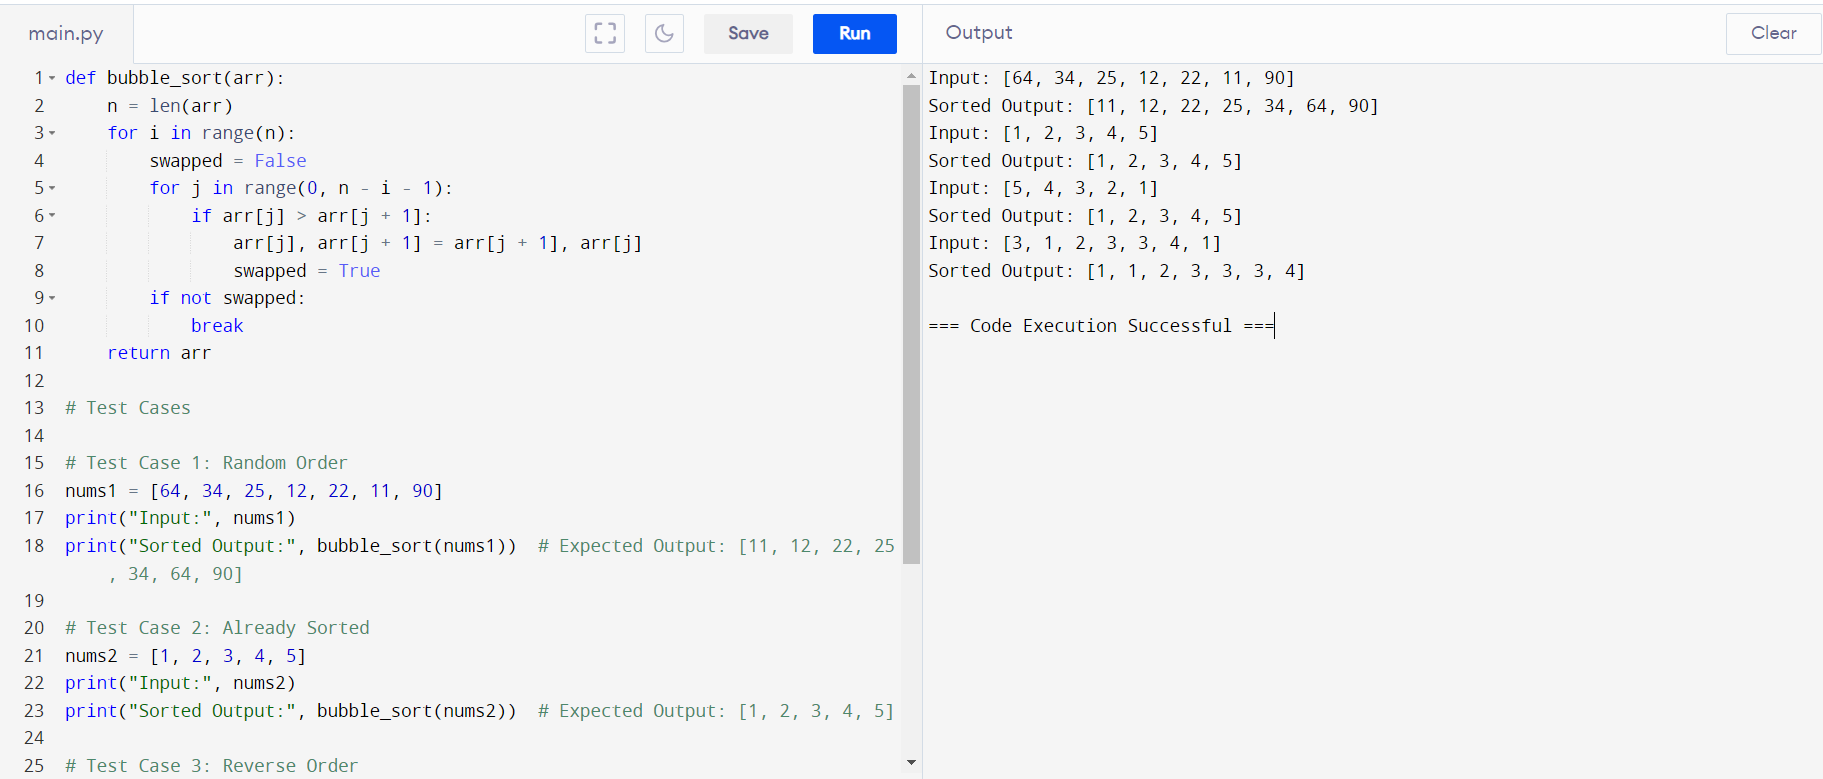 main.py
Save
Run
Output
Clear
1 def bubble_sort(arr):
2     n = len(arr)
3     for i in range(n):
4         swapped = False
5         for j in range(0, n - i - 1):
6             if arr[j] > arr[j + 1]:
7                 arr[j], arr[j + 1] = arr[j + 1], arr[j]
8                 swapped = True
9         if not swapped:
10             break
11     return arr
12
13 # Test Cases
14
15 # Test Case 1: Random Order
16 nums1 = [64, 34, 25, 12, 22, 11, 90]
17 print("Input:", nums1)
18 print("Sorted Output:", bubble_sort(nums1))  # Expected Output: [11, 12, 22, 25
, 34, 64, 90]
19
20 # Test Case 2: Already Sorted
21 nums2 = [1, 2, 3, 4, 5]
22 print("Input:", nums2)
23 print("Sorted Output:", bubble_sort(nums2))  # Expected Output: [1, 2, 3, 4, 5]
24
25 # Test Case 3: Reverse Order
Input: [64, 34, 25, 12, 22, 11, 90]
Sorted Output: [11, 12, 22, 25, 34, 64, 90]
Input: [1, 2, 3, 4, 5]
Sorted Output: [1, 2, 3, 4, 5]
Input: [5, 4, 3, 2, 1]
Sorted Output: [1, 2, 3, 4, 5]
Input: [3, 1, 2, 3, 3, 4, 1]
Sorted Output: [1, 1, 2, 3, 3, 3, 4]
=== Code Execution Successful ===